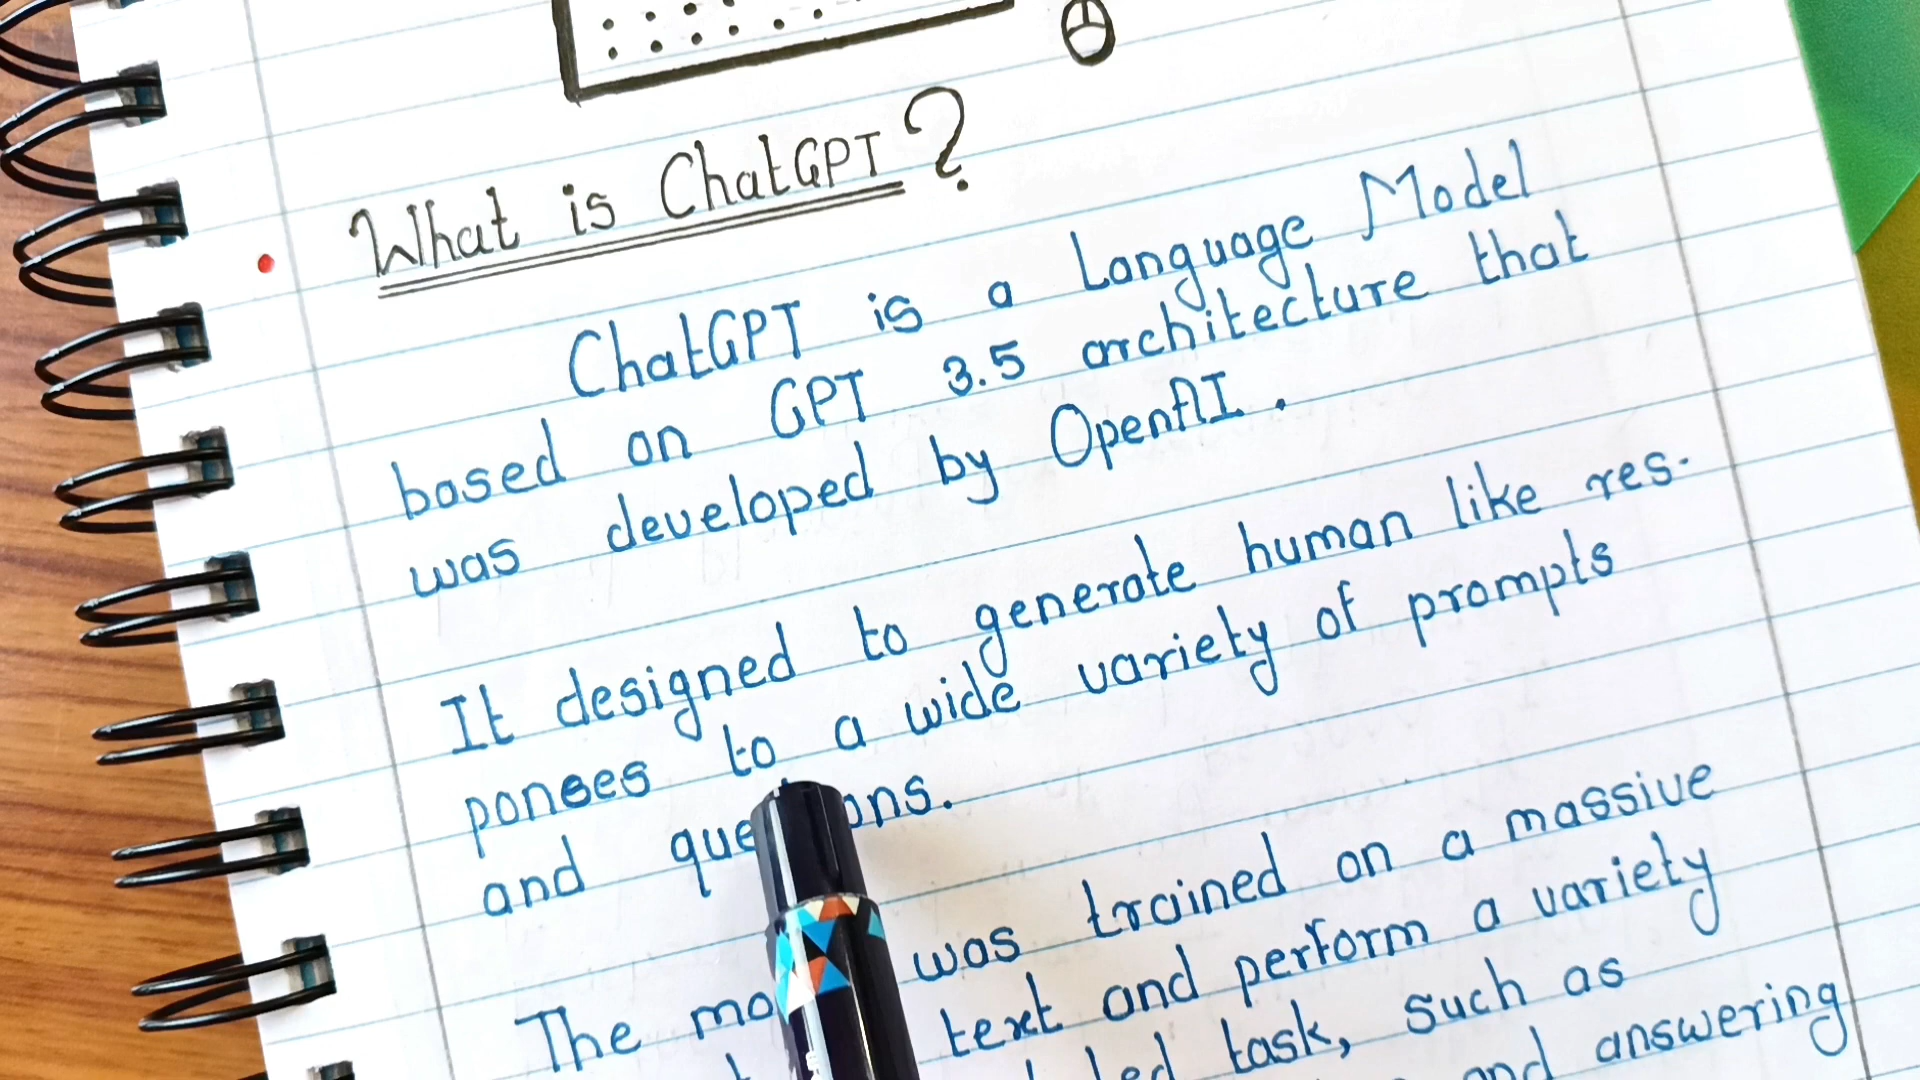 What is ChatGPT?
ChatGPT is a Language Model
based on GPT 3.5 architecture that
was developed by OpenAI.
It designed to generate human like res-
ponses to a wide variety of prompts
and
The was trained on a massive
text and perform a variety
task, such as
and answering